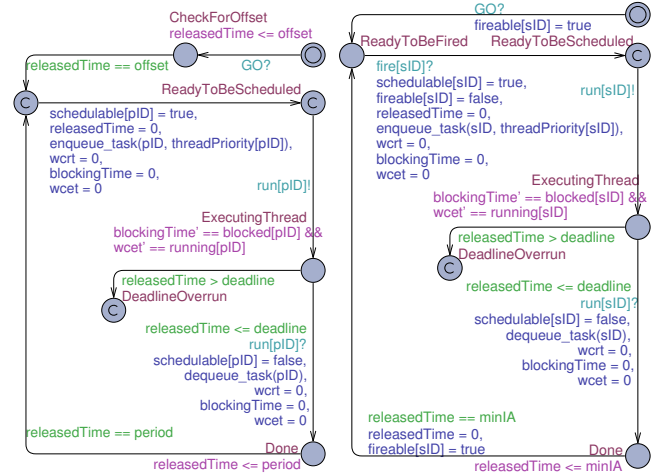 CheckForOffset
releasedTime <= offset
releasedTime == offset
GO?
C
ReadyToBeScheduled
C
schedulable[pID] = true,
releasedTime = 0,
enqueue_task(pID, threadPriority[pID]),
wcrt = 0,
blockingTime = 0,
wcet = 0
run[pID]!
ExecutingThread
blockingTime' == blocked[pID] &&
wcet' == running[pID]
releasedTime > deadline
DeadlineOverrun
C
releasedTime <= deadline
run[pID]?
schedulable[pID] = false,
dequeue_task(pID),
wcrt = 0,
blockingTime = 0,
wcet = 0
releasedTime == period
Done
releasedTime <= period
GO?
fireable[sID] = true
ReadyToBeFired
ReadyToBeScheduled
C
fire[sID]?
schedulable[sID] = true,
fireable[sID] = false,
releasedTime = 0,
enqueue_task(sID, threadPriority[sID]),
wcrt = 0,
blockingTime = 0,
wcet = 0
run[sID]!
ExecutingThread
blockingTime' == blocked[sID] &&
wcet' == running[sID]
releasedTime > deadline
DeadlineOverrun
C
releasedTime <= deadline
run[sID]?
schedulable[sID] = false,
dequeue_task(sID),
wcrt = 0,
blockingTime = 0,
wcet = 0
releasedTime == minIA
releasedTime = 0,
fireable[sID] = true
Done
releasedTime <= minIA